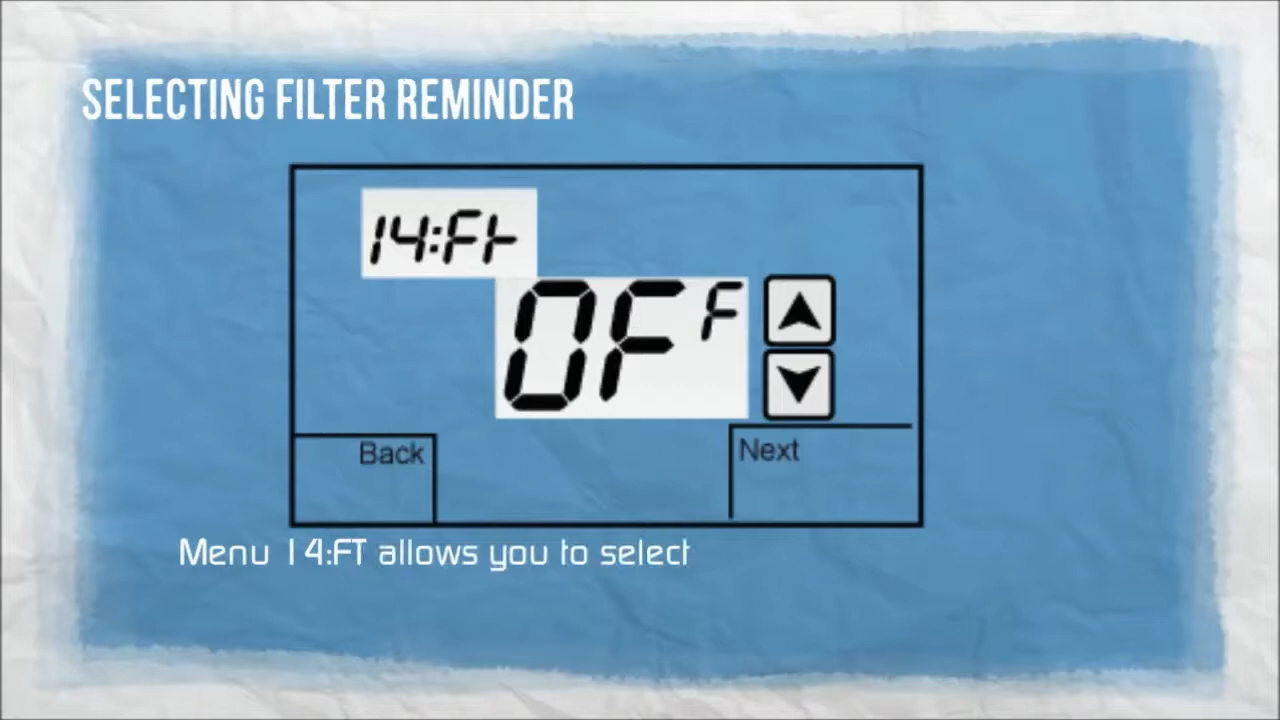 SELECTING FILTER REMINDER
14:Ft
OFF
Back
Next
Menu 14:FT allows you to select